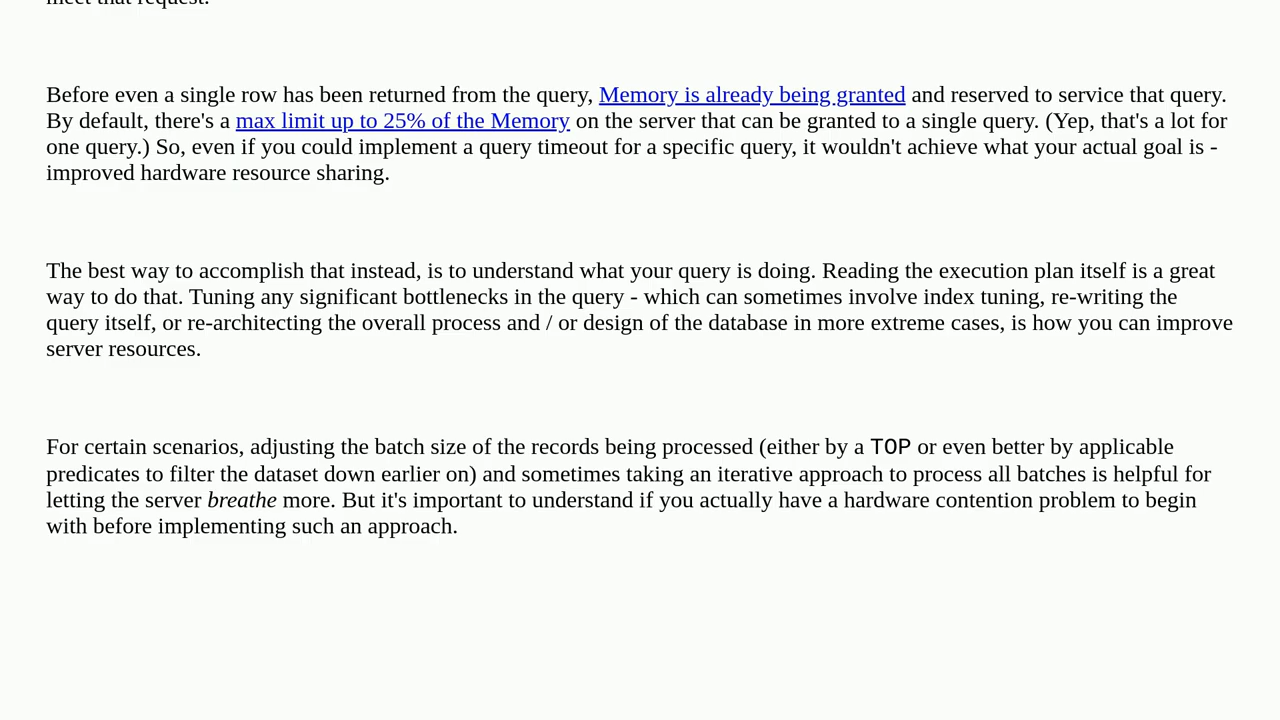 meet that request.
Before even a single row has been returned from the query, Memory is already being granted and reserved to service that query.
By default, there's a max limit up to 25% of the Memory on the server that can be granted to a single query. (Yep, that's a lot for
one query.) So, even if you could implement a query timeout for a specific query, it wouldn't achieve what your actual goal is -
improved hardware resource sharing.
The best way to accomplish that instead, is to understand what your query is doing. Reading the execution plan itself is a great
way to do that. Tuning any significant bottlenecks in the query - which can sometimes involve index tuning, re-writing the
query itself, or re-architecting the overall process and / or design of the database in more extreme cases, is how you can improve
server resources.
For certain scenarios, adjusting the batch size of the records being processed (either by a TOP or even better by applicable
predicates to filter the dataset down earlier on) and sometimes taking an iterative approach to process all batches is helpful for
letting the server breathe more. But it's important to understand if you actually have a hardware contention problem to begin
with before implementing such an approach.